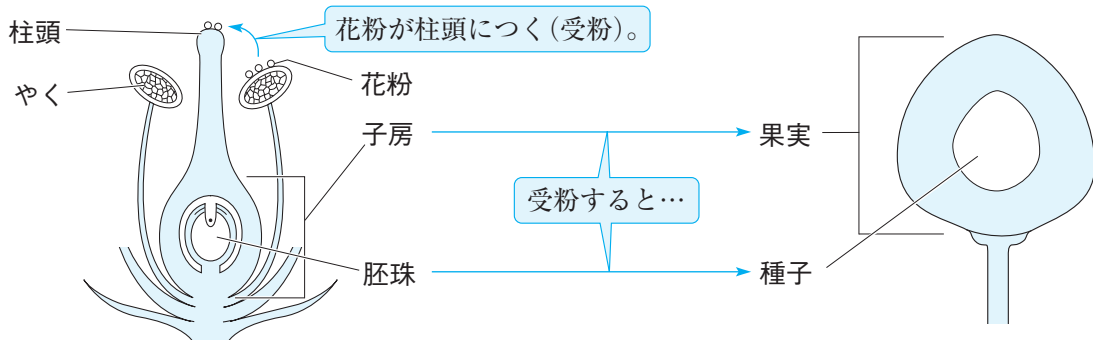 柱頭
花粉が柱頭につく(受粉)。
やく
花粉
子房
果実
受粉すると…
胚珠
種子